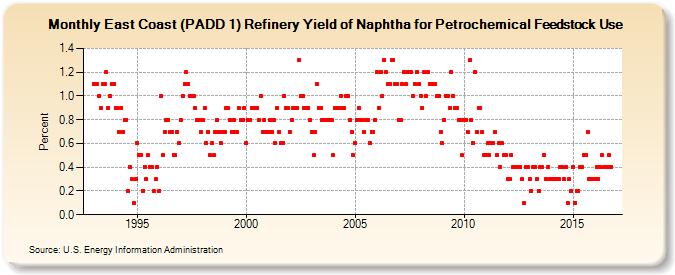 Monthly East Coast (PADD 1) Refinery Yield of Naphtha for Petrochemical Feedstock Use
Percent
1.4
1.2
1.0
0.8
0.6
0.4
0.2
0.0
1995 2000 2005 2010 2015
Source: U.S. Energy Information Administration